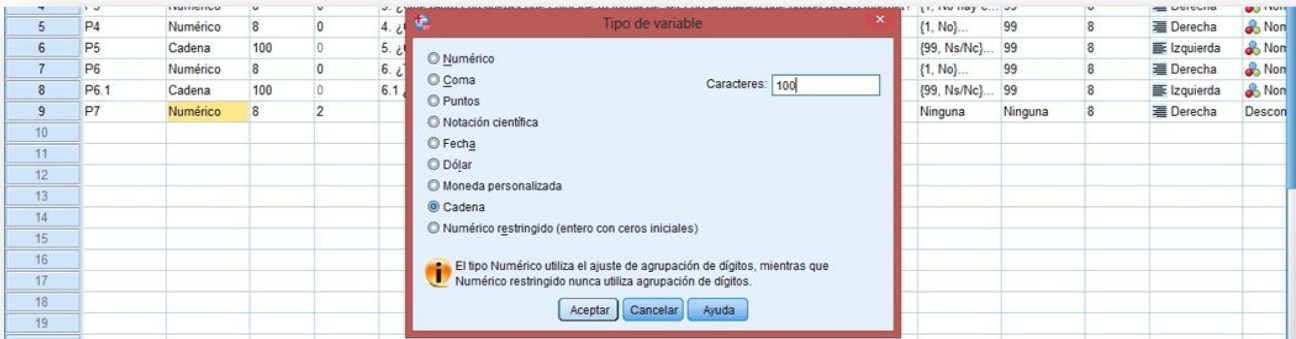 5 P4 Numérico 8 0 4. ¿ {1, No}... 99 8 Derecha Nom
6 P5 Cadena 100 0 5. ¿ {99, Ns/Nc}... 99 8 Izquierda Nom
7 P6 Numérico 8 0 6. ¿ {1, No}... 99 8 Derecha Nom
8 P6.1 Cadena 100 0 6.1 {99, Ns/Nc}... 99 8 Izquierda Nom
9 P7 Numérico 8 2 Ninguna Ninguna 8 Derecha Descon
10
11
12
13
14
15
16
17
18
19
Tipo de variable
Numérico
Coma
Puntos
Notación científica
Fecha
Dólar
Moneda personalizada
Cadena
Numérico restringido (entero con ceros iniciales)
Caracteres: 100
El tipo Numérico utiliza el ajuste de agrupación de dígitos, mientras que
Numérico restringido nunca utiliza agrupación de dígitos.
Aceptar Cancelar Ayuda